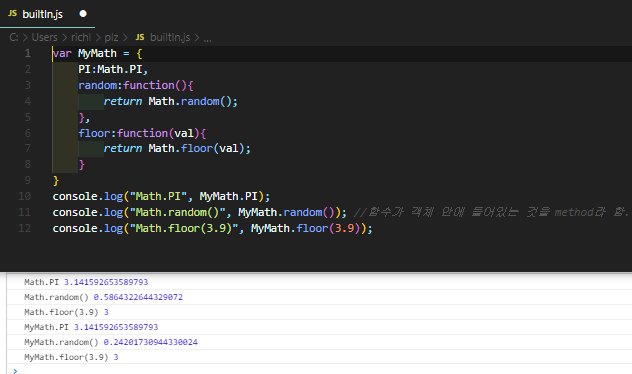 JS builtIn.js ●
C: > Users > richl > plz > JS builtIn.js > ...
1 var MyMath = {
2 PI:Math.PI,
3 random:function(){
4 return Math.random();
5 },
6 floor:function(val){
7 return Math.floor(val);
8 }
9 }
10 console.log("Math.PI", MyMath.PI);
11 console.log("Math.random()", MyMath.random()); //함수가 객체 안에 들어있는 것을 method라 함.
12 console.log("Math.floor(3.9)", MyMath.floor(3.9));
Math.PI 3.141592653589793
Math.random() 0.5864322644329072
Math.floor(3.9) 3
MyMath.PI 3.141592653589793
MyMath.random() 0.24201730944330024
MyMath.floor(3.9) 3
>